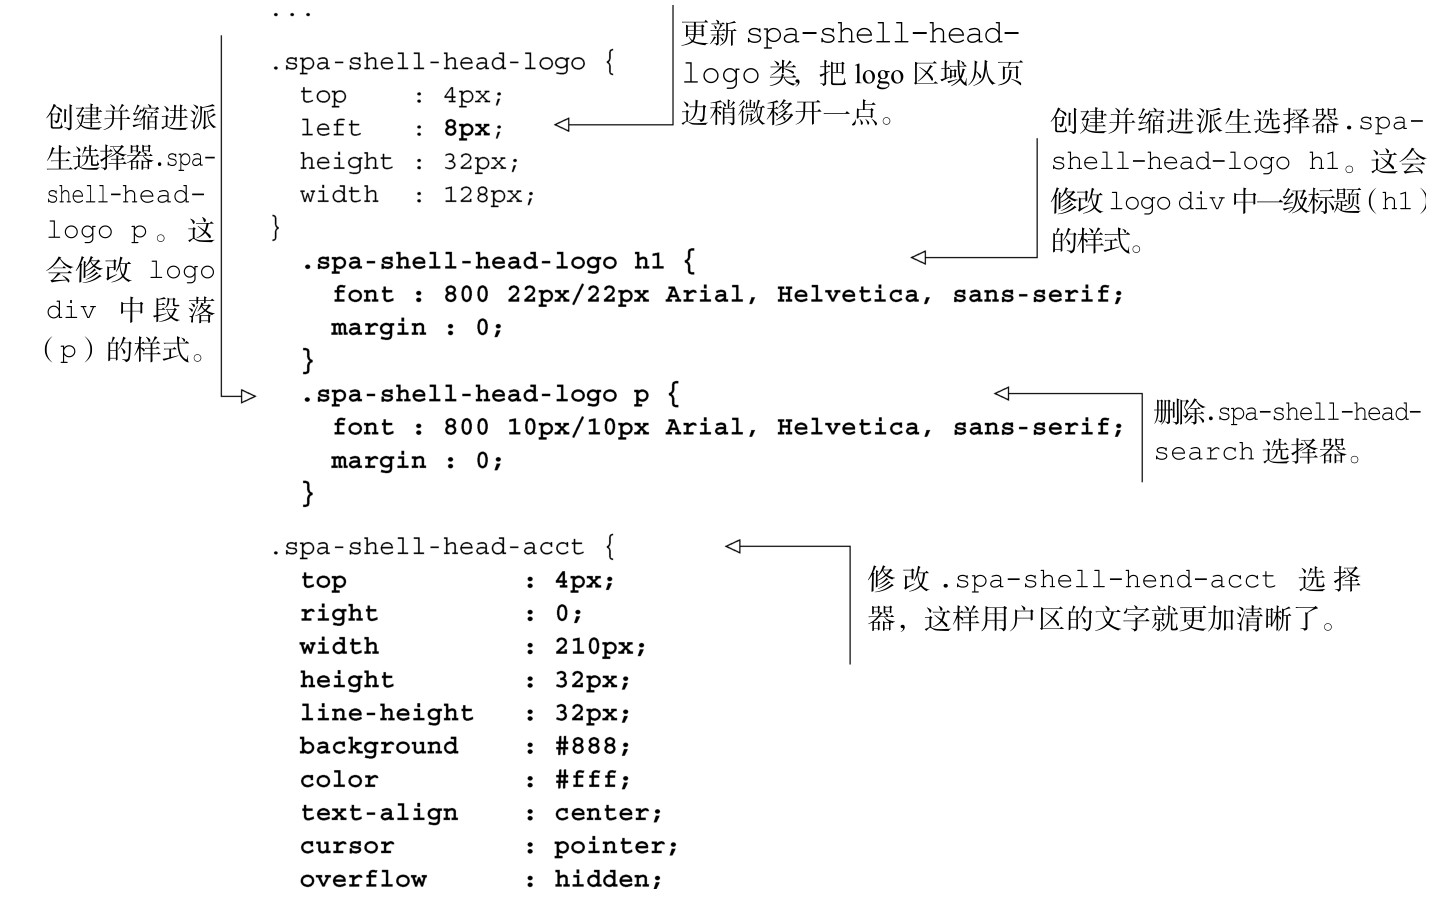 ...
.spa-shell-head-logo {
top : 4px;
left : 8px;
height : 32px;
width : 128px;
}
.spa-shell-head-logo h1 {
font : 800 22px/22px Arial, Helvetica, sans-serif;
margin : 0;
}
.spa-shell-head-logo p {
font : 800 10px/10px Arial, Helvetica, sans-serif;
margin : 0;
}
.spa-shell-head-acct {
top : 4px;
right : 0;
width : 210px;
height : 32px;
line-height : 32px;
background : #888;
color : #fff;
text-align : center;
cursor : pointer;
overflow : hidden;
创建并缩进派
生选择器.spa-
shell-head-
logo p。这
会修改 logo
div 中段落
(p)的样式。
更新 spa-shell-head-
logo 类，把 logo 区域从页
边稍微移开一点。
创建并缩进派生选择器.spa-
shell-head-logo h1。这会
修改 logo div 中一级标题(h1)
的样式。
删除.spa-shell-head-
search 选择器。
修改.spa-shell-hend-acct 选择
器，这样用户区的文字就更加清晰了。